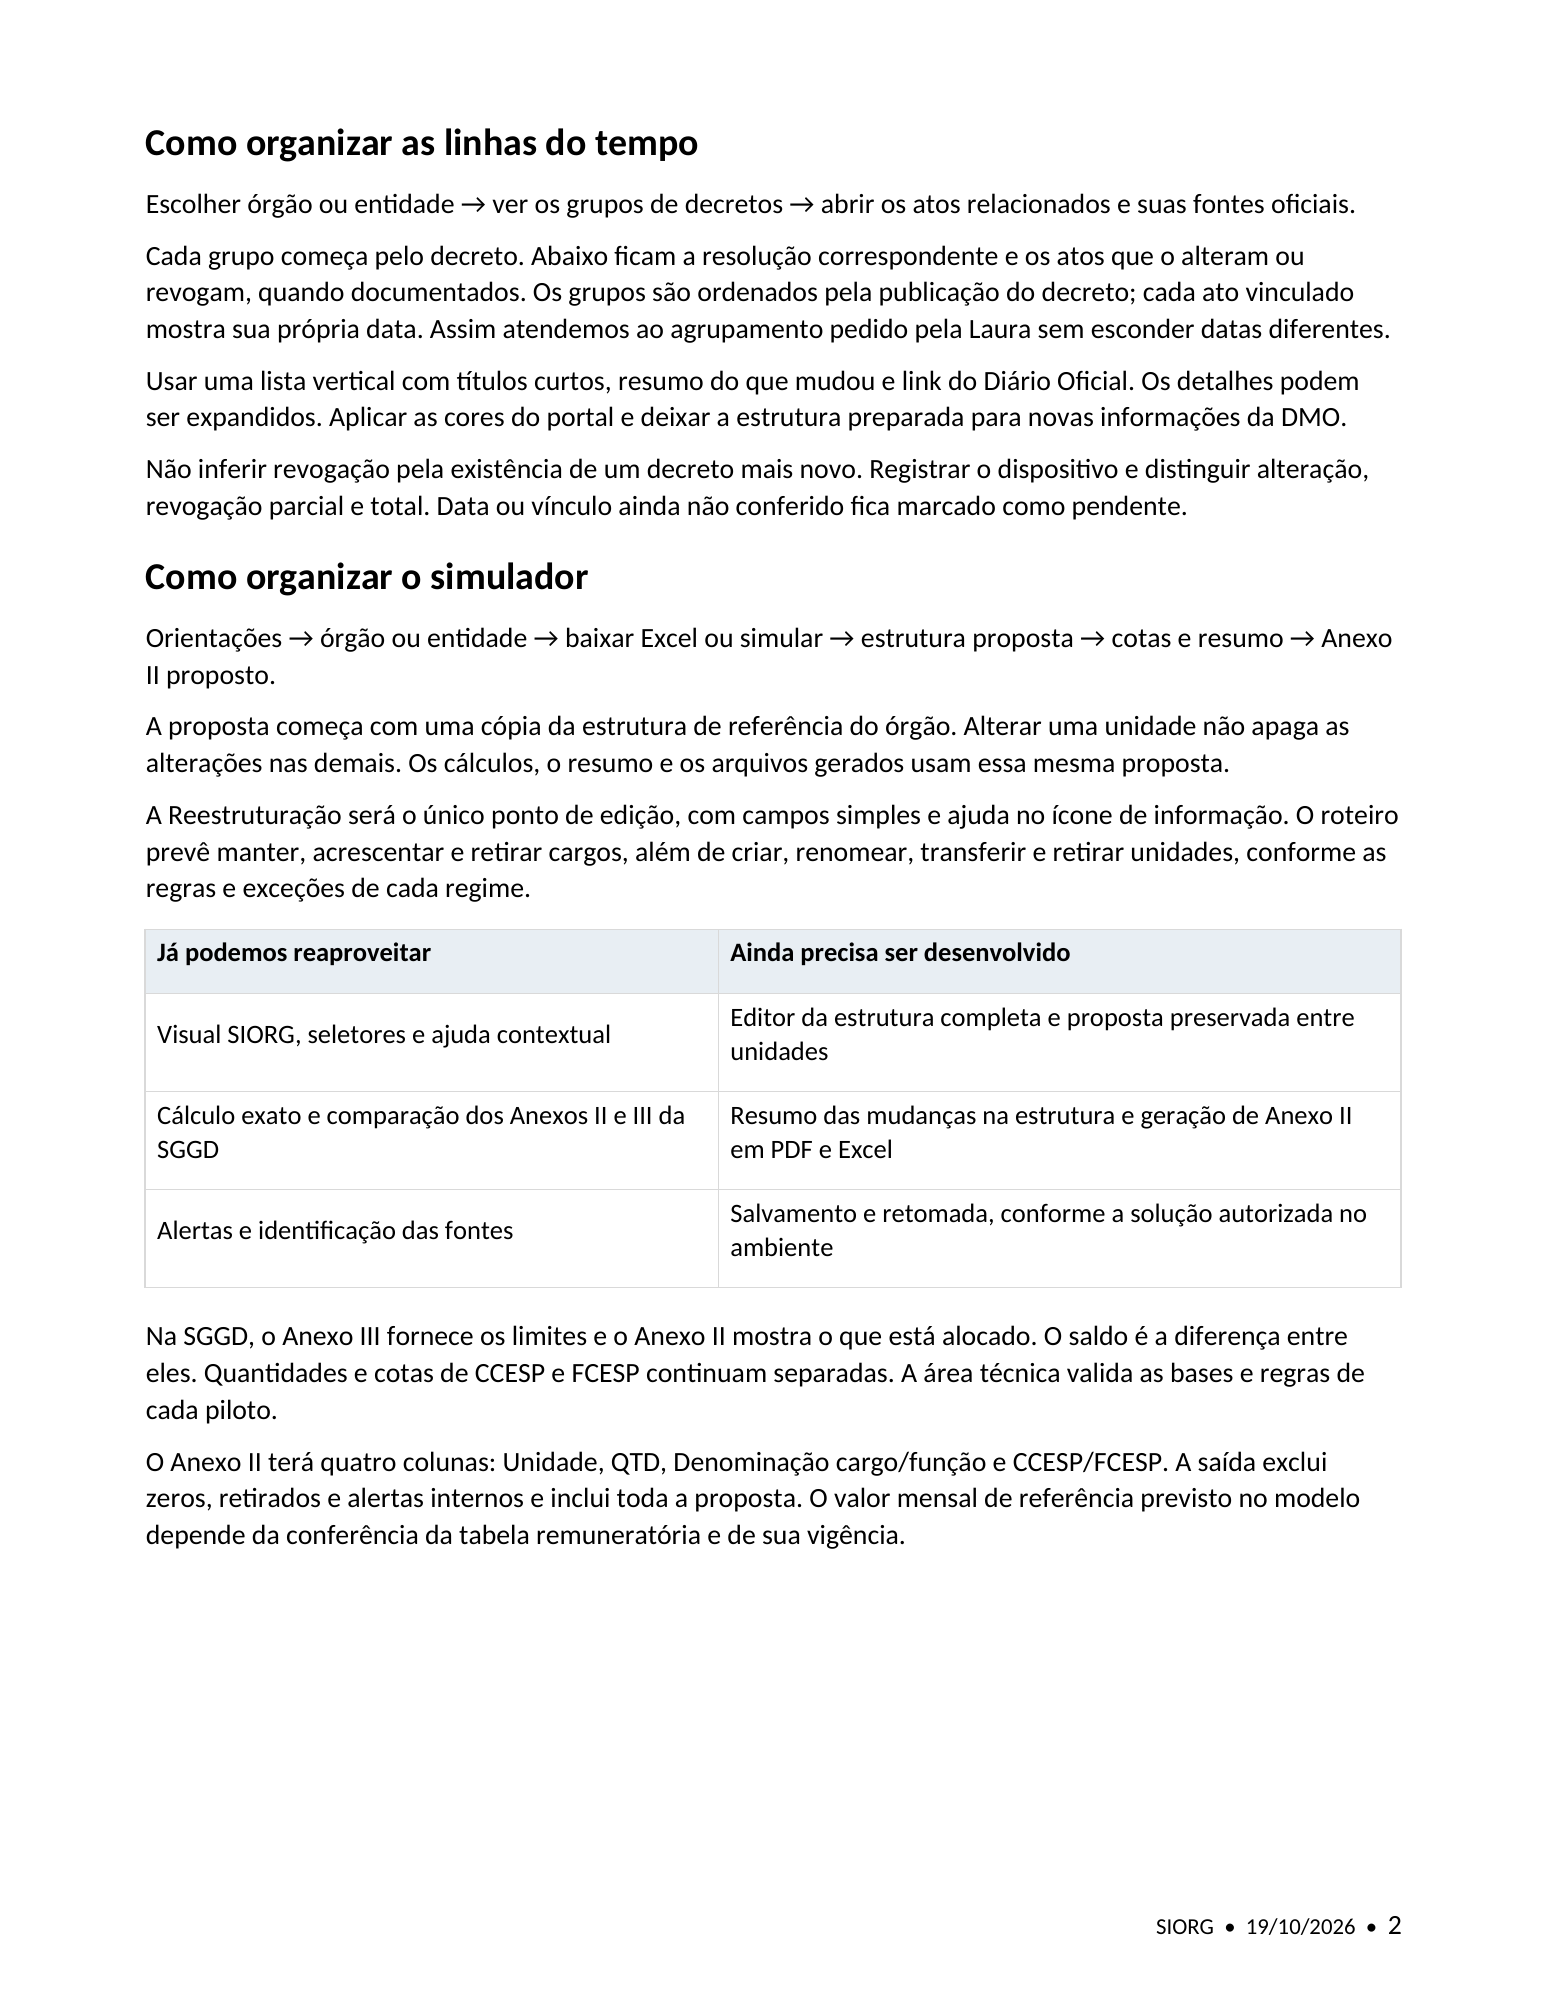 Como organizar as linhas do tempo
Escolher órgão ou entidade → ver os grupos de decretos → abrir os atos relacionados e suas fontes oficiais.
Cada grupo começa pelo decreto. Abaixo ficam a resolução correspondente e os atos que o alteram ou
revogam, quando documentados. Os grupos são ordenados pela publicação do decreto; cada ato vinculado
mostra sua própria data. Assim atendemos ao agrupamento pedido pela Laura sem esconder datas diferentes.
Usar uma lista vertical com títulos curtos, resumo do que mudou e link do Diário Oficial. Os detalhes podem
ser expandidos. Aplicar as cores do portal e deixar a estrutura preparada para novas informações da DMO.
Não inferir revogação pela existência de um decreto mais novo. Registrar o dispositivo e distinguir alteração,
revogação parcial e total. Data ou vínculo ainda não conferido fica marcado como pendente.
Como organizar o simulador
Orientações → órgão ou entidade → baixar Excel ou simular → estrutura proposta → cotas e resumo → Anexo
II proposto.
A proposta começa com uma cópia da estrutura de referência do órgão. Alterar uma unidade não apaga as
alterações nas demais. Os cálculos, o resumo e os arquivos gerados usam essa mesma proposta.
A Reestruturação será o único ponto de edição, com campos simples e ajuda no ícone de informação. O roteiro
prevê manter, acrescentar e retirar cargos, além de criar, renomear, transferir e retirar unidades, conforme as
regras e exceções de cada regime.
Já podemos reaproveitar
Ainda precisa ser desenvolvido
Visual SIORG, seletores e ajuda contextual
Editor da estrutura completa e proposta preservada entre
unidades
Cálculo exato e comparação dos Anexos II e III da
SGGD
Resumo das mudanças na estrutura e geração de Anexo II
em PDF e Excel
Alertas e identificação das fontes
Salvamento e retomada, conforme a solução autorizada no
ambiente
Na SGGD, o Anexo III fornece os limites e o Anexo II mostra o que está alocado. O saldo é a diferença entre
eles. Quantidades e cotas de CCESP e FCESP continuam separadas. A área técnica valida as bases e regras de
cada piloto.
O Anexo II terá quatro colunas: Unidade, QTD, Denominação cargo/função e CCESP/FCESP. A saída exclui
zeros, retirados e alertas internos e inclui toda a proposta. O valor mensal de referência previsto no modelo
depende da conferência da tabela remuneratória e de sua vigência.
SIORG • 19/10/2026 • 2